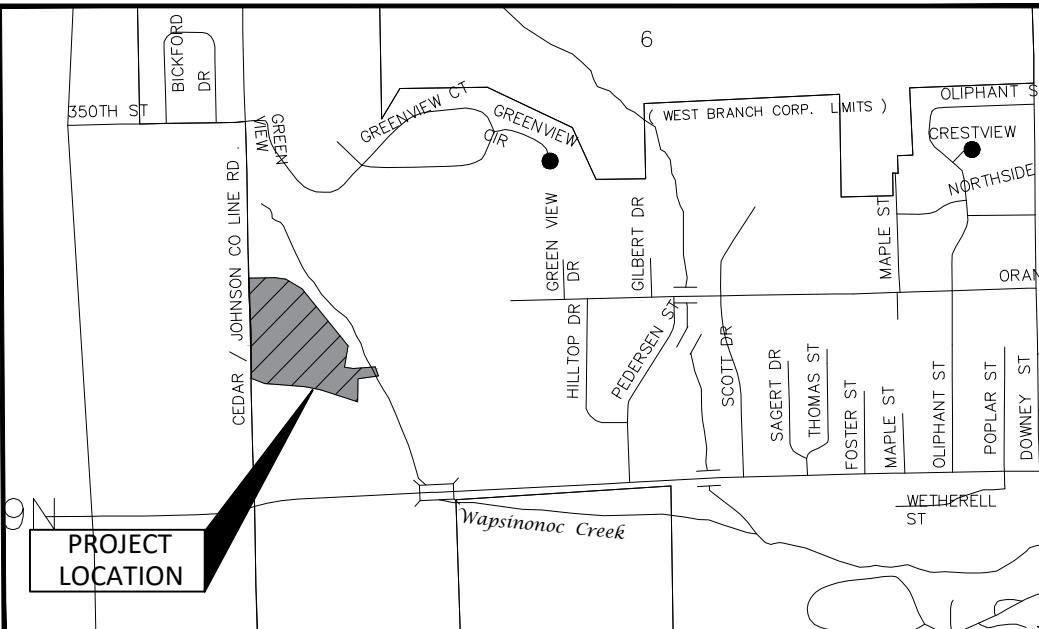 6
BICKFORD
DR
350TH ST
GREEN
VIEW
GREENVIEW CT
GREENVIEW
CIR
( WEST BRANCH CORP. LIMITS )
OLIPHANT S
CRESTVIEW
NORTHSIDE
CEDAR / JOHNSON CO LINE RD.
GREEN VIEW
DR
GILBERT DR
MAPLE ST
ORAN
HILLTOP DR
PEDERSEN ST
SCOTT DR
SAGERT DR
THOMAS ST
FOSTER ST
MAPLE ST
OLIPHANT ST
POPLAR ST
DOWNEY ST
9N
WETHERELL
ST
Wapsinonoc Creek
PROJECT
LOCATION